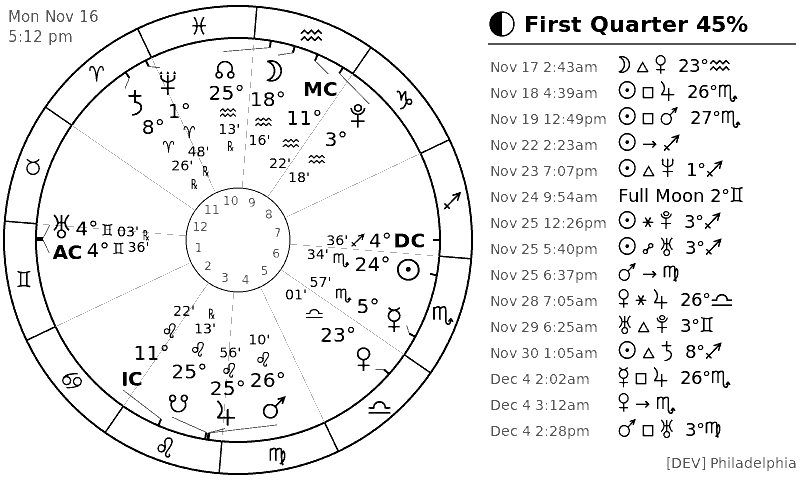 Mon Nov 16
5:12 pm
♓ ♒ ♑ ♐ ♏ ♎ ♍ ♌ ♋ ♊ ♉ ♈
♄ 8° ♈ 26' ℞
♆ 1° ♈ 48' ℞
☊ 25° ♒ 13' ℞
☽ 18° ♒ 16'
MC 11° ♒ 22'
♇ 3° ♒ 18'
♅ 4° ♊ 03' ℞
AC 4° ♊ 36'
36' ♐ 4° DC
34' ♏ 24° ☉
57' ♏ 5° ☿
01' ♎ 23° ♀
22' ♌ 11° IC
℞ 13' ♌ 25° ☋
56' ♌ 25° ♃
10' ♌ 26° ♂
1 2 3 4 5 6 7 8 9 10 11 12
First Quarter 45%
Nov 17 2:43am ☽ △ ♀ 23°♒
Nov 18 4:39am ☉ □ ♃ 26°♏
Nov 19 12:49pm ☉ □ ♂ 27°♏
Nov 22 2:23am ☉ → ♐
Nov 23 7:07pm ☉ △ ♆ 1°♐
Nov 24 9:54am Full Moon 2°♊
Nov 25 12:26pm ☉ ⚹ ♇ 3°♐
Nov 25 5:40pm ☉ ☍ ♅ 3°♐
Nov 25 6:37pm ♂ → ♍
Nov 28 7:05am ♀ ⚹ ♃ 26°♎
Nov 29 6:25am ♅ △ ♇ 3°♊
Nov 30 1:05am ☉ △ ♄ 8°♐
Dec 4 2:02am ☿ □ ♃ 26°♏
Dec 4 3:12am ♀ → ♏
Dec 4 2:28pm ♂ □ ♅ 3°♍
[DEV] Philadelphia